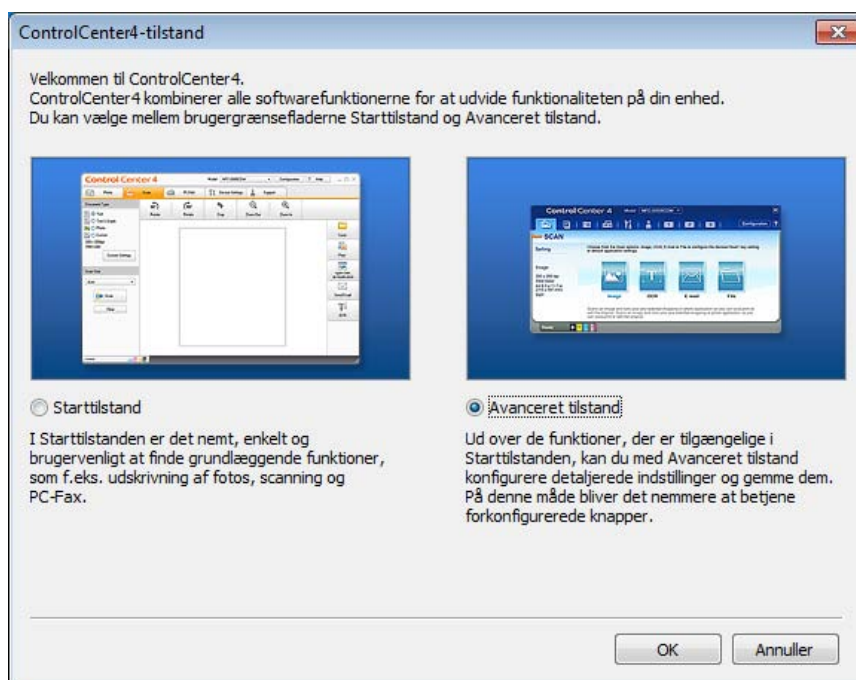 ControlCenter4-tilstand
Velkommen til ControlCenter4.
ControlCenter4 kombinerer alle softwarefunktionerne for at udvide funktionaliteten på din enhed.
Du kan vælge mellem brugergrænsefladerne Starttilstand og Avanceret tilstand.
Control Center 4
Control Center 4
SCAN
Starttilstand
I Starttilstanden er det nemt, enkelt og
brugervenligt at finde grundlæggende funktioner,
som f.eks. udskrivning af fotos, scanning og
PC-Fax.
Avanceret tilstand
Ud over de funktioner, der er tilgængelige i
Starttilstanden, kan du med Avanceret tilstand
konfigurere detaljerede indstillinger og gemme dem.
På denne måde bliver det nemmere at betjene
forkonfigurerede knapper.
OK
Annuller